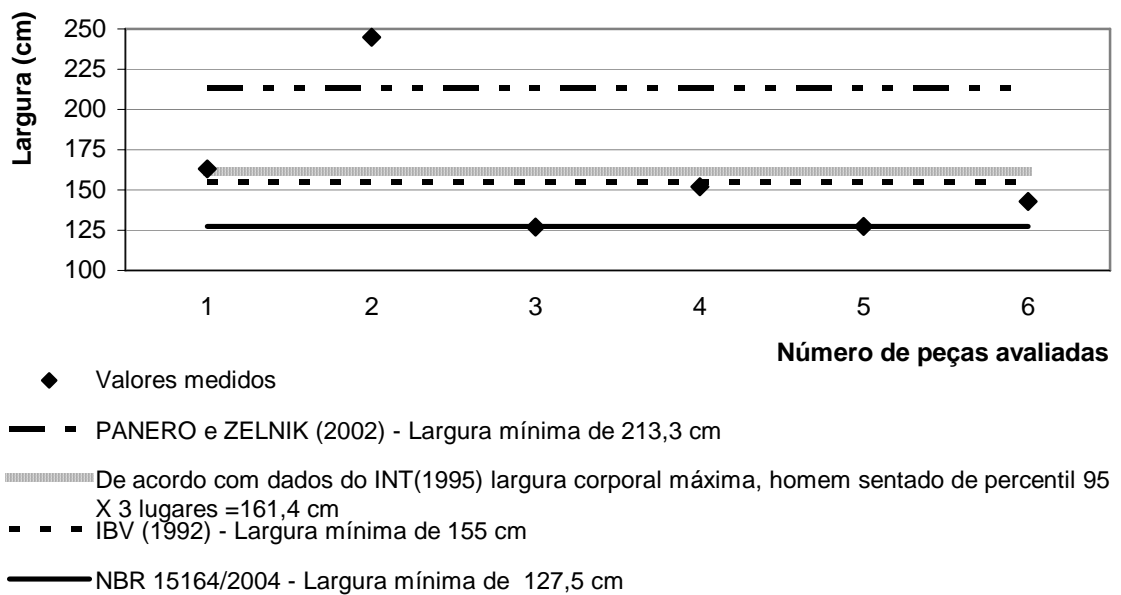 Largura (cm)
250
225
200
175
150
125
100
1 2 3 4 5 6
Número de peças avaliadas
Valores medidos
PANERO e ZELNIK (2002) - Largura mínima de 213,3 cm
De acordo com dados do INT(1995) largura corporal máxima, homem sentado de percentil 95
X 3 lugares =161,4 cm
IBV (1992) - Largura mínima de 155 cm
NBR 15164/2004 - Largura mínima de 127,5 cm